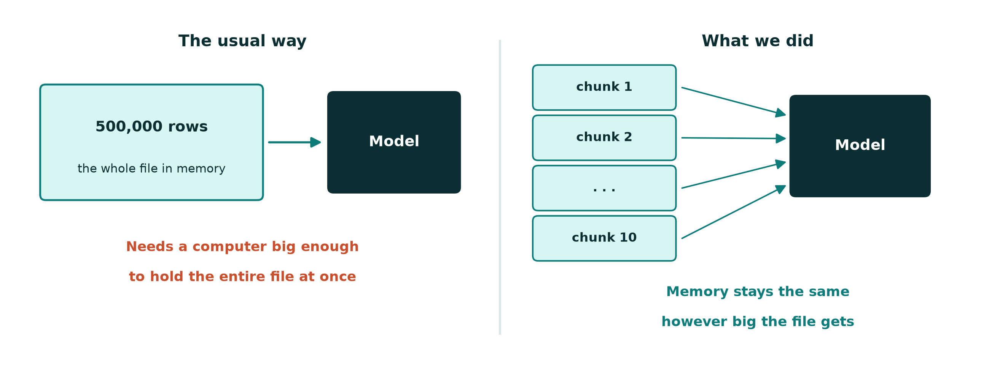 The usual way
500,000 rows
the whole file in memory
Model
Needs a computer big enough
to hold the entire file at once
What we did
chunk 1
chunk 2
. . .
chunk 10
Model
Memory stays the same
however big the file gets